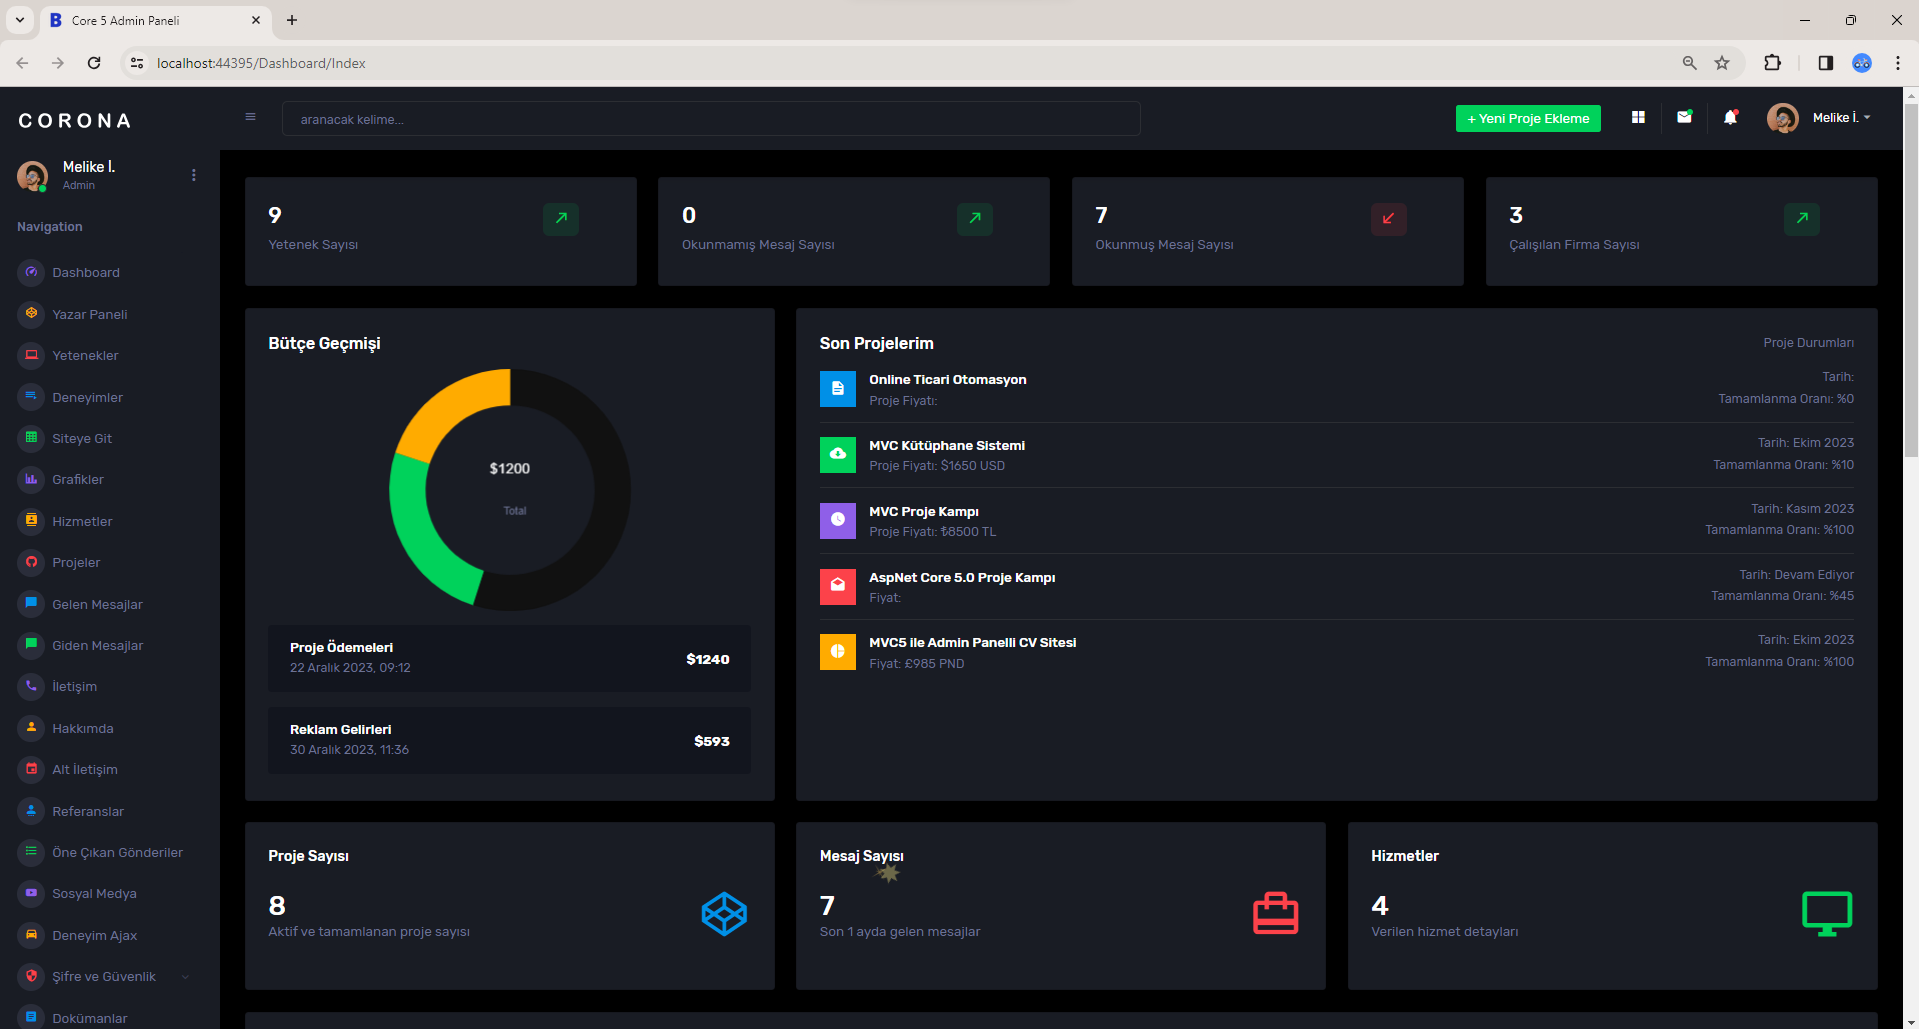 Core 5 Admin Paneli
localhost:44395/Dashboard/Index
CORONA
aranacak kelime...
+ Yeni Proje Ekleme
Melike İ.
Melike İ.
Admin
Navigation
Dashboard
Yazar Paneli
Yetenekler
Deneyimler
Siteye Git
Grafikler
Hizmetler
Projeler
Gelen Mesajlar
Giden Mesajlar
İletişim
Hakkımda
Alt İletişim
Referanslar
Öne Çıkan Gönderiler
Sosyal Medya
Deneyim Ajax
Şifre ve Güvenlik
Dokümanlar
9
Yetenek Sayısı
0
Okunmamış Mesaj Sayısı
7
Okunmuş Mesaj Sayısı
3
Çalışılan Firma Sayısı
Bütçe Geçmişi
$1200
Total
Proje Ödemeleri
22 Aralık 2023, 09:12
$1240
Reklam Gelirleri
30 Aralık 2023, 11:36
$593
Son Projelerim
Proje Durumları
Online Ticari Otomasyon
Proje Fiyatı:
Tarih:
Tamamlanma Oranı: %0
MVC Kütüphane Sistemi
Proje Fiyatı: $1650 USD
Tarih: Ekim 2023
Tamamlanma Oranı: %10
MVC Proje Kampı
Proje Fiyatı: ₺8500 TL
Tarih: Kasım 2023
Tamamlanma Oranı: %100
AspNet Core 5.0 Proje Kampı
Fiyat:
Tarih: Devam Ediyor
Tamamlanma Oranı: %45
MVC5 ile Admin Panelli CV Sitesi
Fiyat: £985 PND
Tarih: Ekim 2023
Tamamlanma Oranı: %100
Proje Sayısı
8
Aktif ve tamamlanan proje sayısı
Mesaj Sayısı
7
Son 1 ayda gelen mesajlar
Hizmetler
4
Verilen hizmet detayları